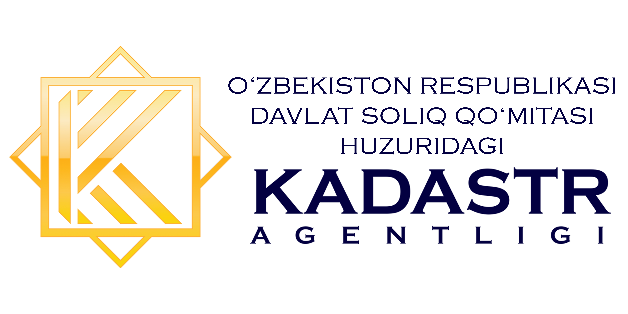 O‘ZBEKISTON RESPUBLIKASI
DAVLAT SOLIQ QO‘MITASI
HUZURIDAGI
KADASTR
AGENTLIGI